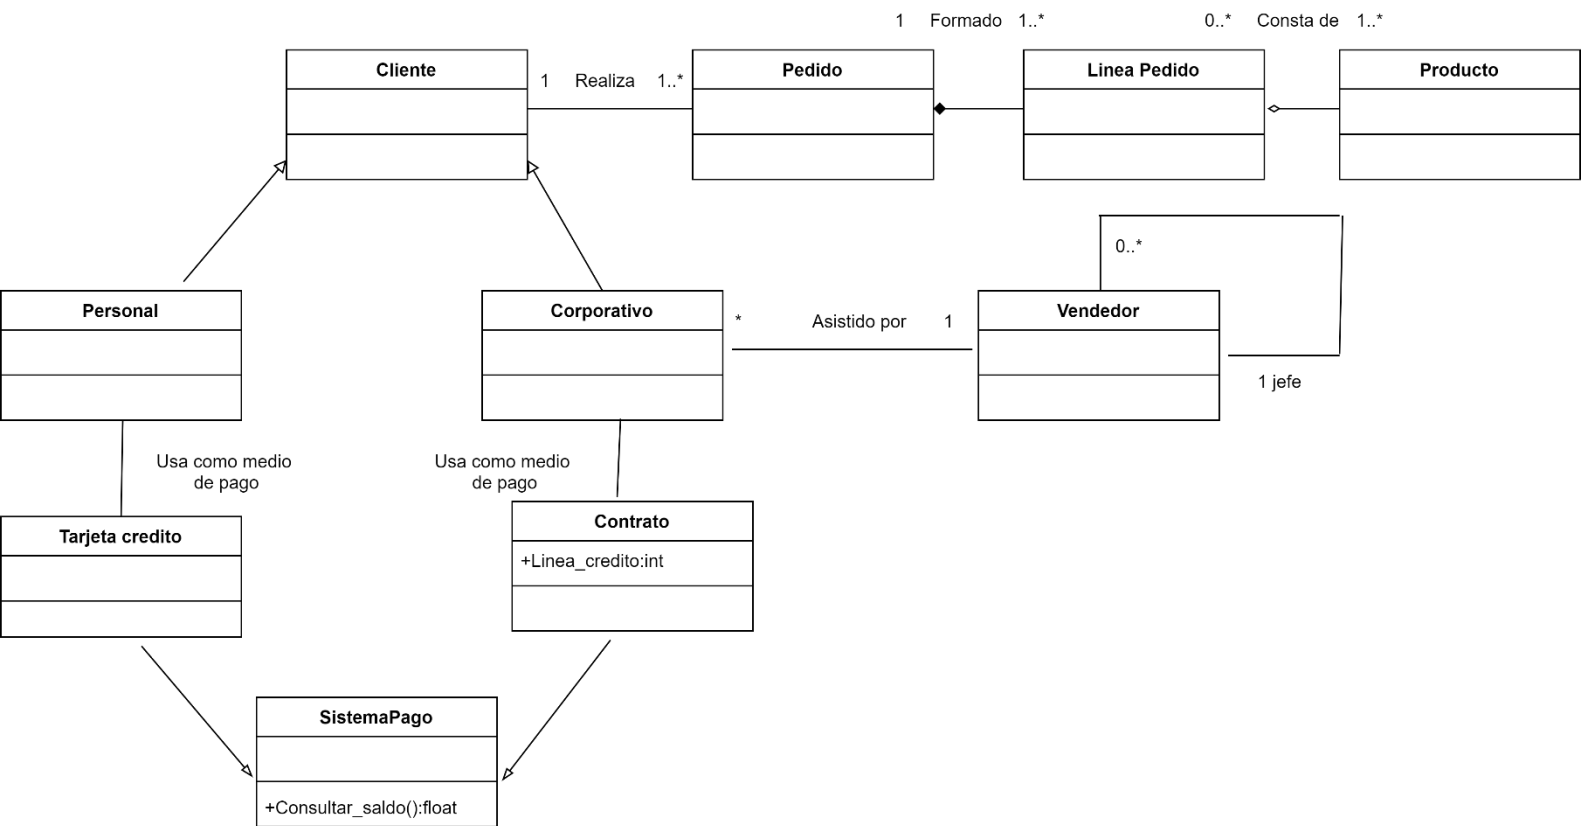 1 Formado 1..*
0..* Consta de 1..*
Cliente
1 Realiza 1..*
Pedido
Linea Pedido
Producto
0..*
Personal
Corporativo
* Asistido por 1
Vendedor
1 jefe
Usa como medio
de pago
Usa como medio
de pago
Tarjeta credito
Contrato
+Linea_credito:int
SistemaPago
+Consultar_saldo():float